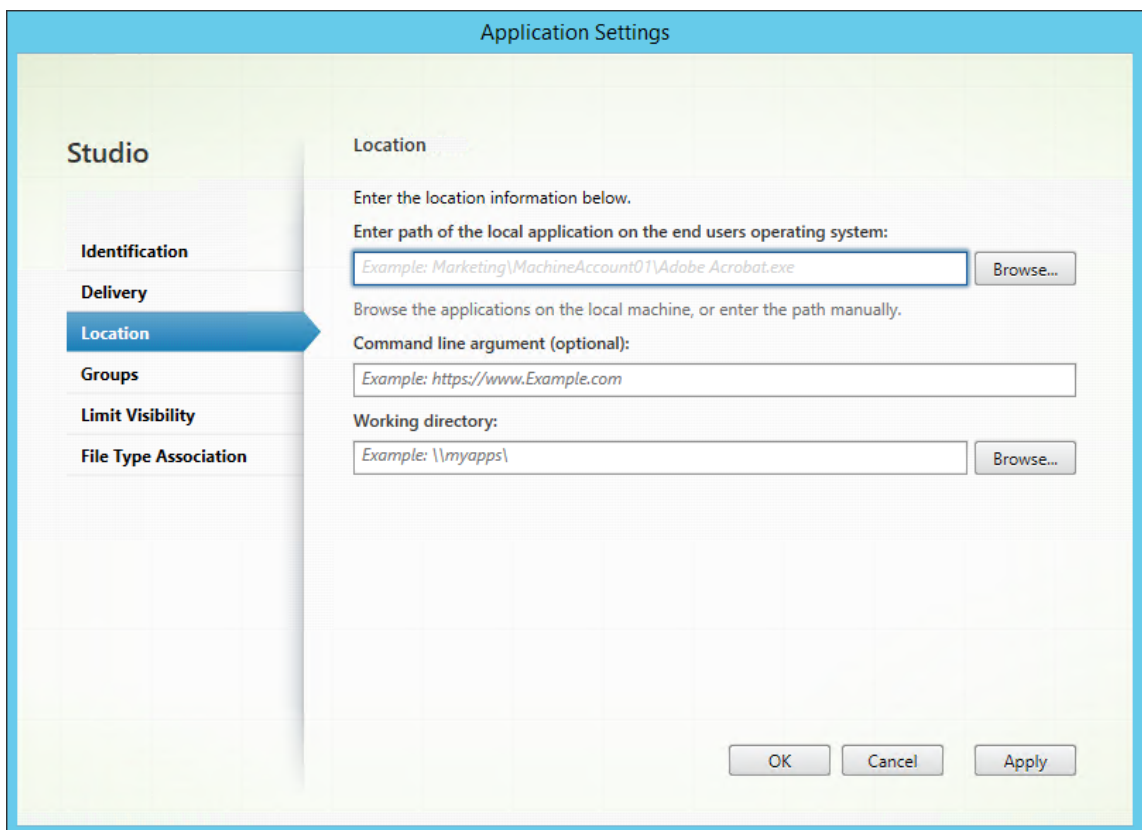 Application Settings
Studio
Identification
Delivery
Location
Groups
Limit Visibility
File Type Association
Location
Enter the location information below.
Enter path of the local application on the end users operating system:
Example: Marketing\MachineAccount01\Adobe Acrobat.exe
Browse...
Browse the applications on the local machine, or enter the path manually.
Command line argument (optional):
Example: https://www.Example.com
Working directory:
Example: \\myapps\
Browse...
OK
Cancel
Apply